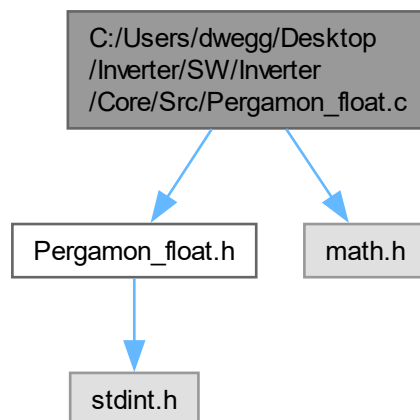 C:/Users/dwegg/Desktop
/Inverter/SW/Inverter
/Core/Src/Pergamon_float.c
Pergamon_float.h
math.h
stdint.h